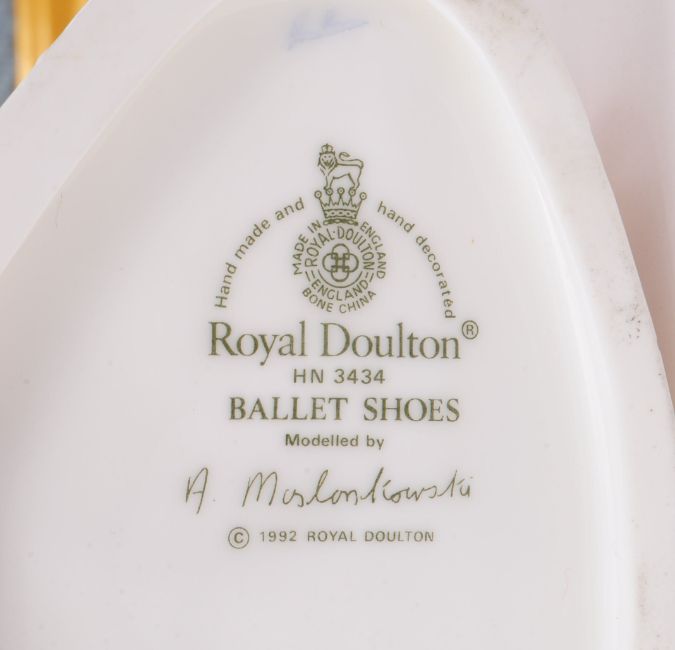 Hand made and hand decorated
MADE IN ENGLAND
ROYAL·DOULTON
ENGLAND
BONE CHINA
Royal Doulton®
HN 3434
BALLET SHOES
Modelled by
A. Maslankowski
© 1992 ROYAL DOULTON